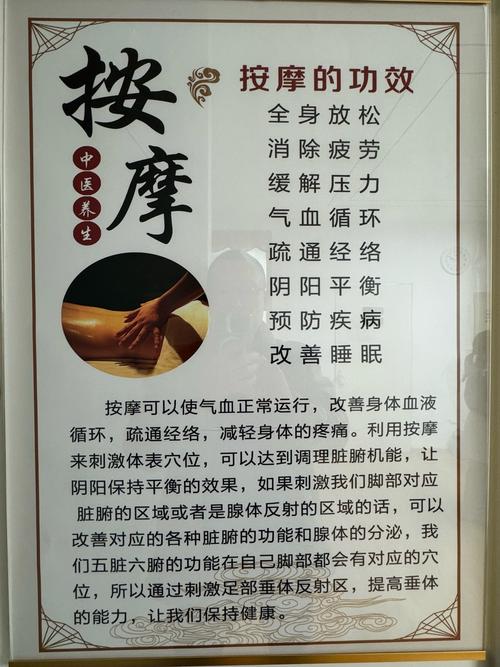 按摩
中医养生
按摩的功效
全身放松
消除疲劳
缓解压力
气血循环
疏通经络
阴阳平衡
预防疾病
改善睡眠
按摩可以使气血正常运行，改善身体血液
循环，疏通经络，减轻身体的疼痛。利用按摩
来刺激体表穴位，可以达到调理脏腑机能，让
阴阳保持平衡的效果，如果刺激我们脚部对应
脏腑的区域或者是腺体反射的区域的话，可以
改善对应的各种脏腑的功能和腺体的分泌，我
们五脏六腑的功能在自己脚部都会有对应的穴
位，所以通过刺激足部垂体反射区，提高垂体
的能力，让我们保持健康。